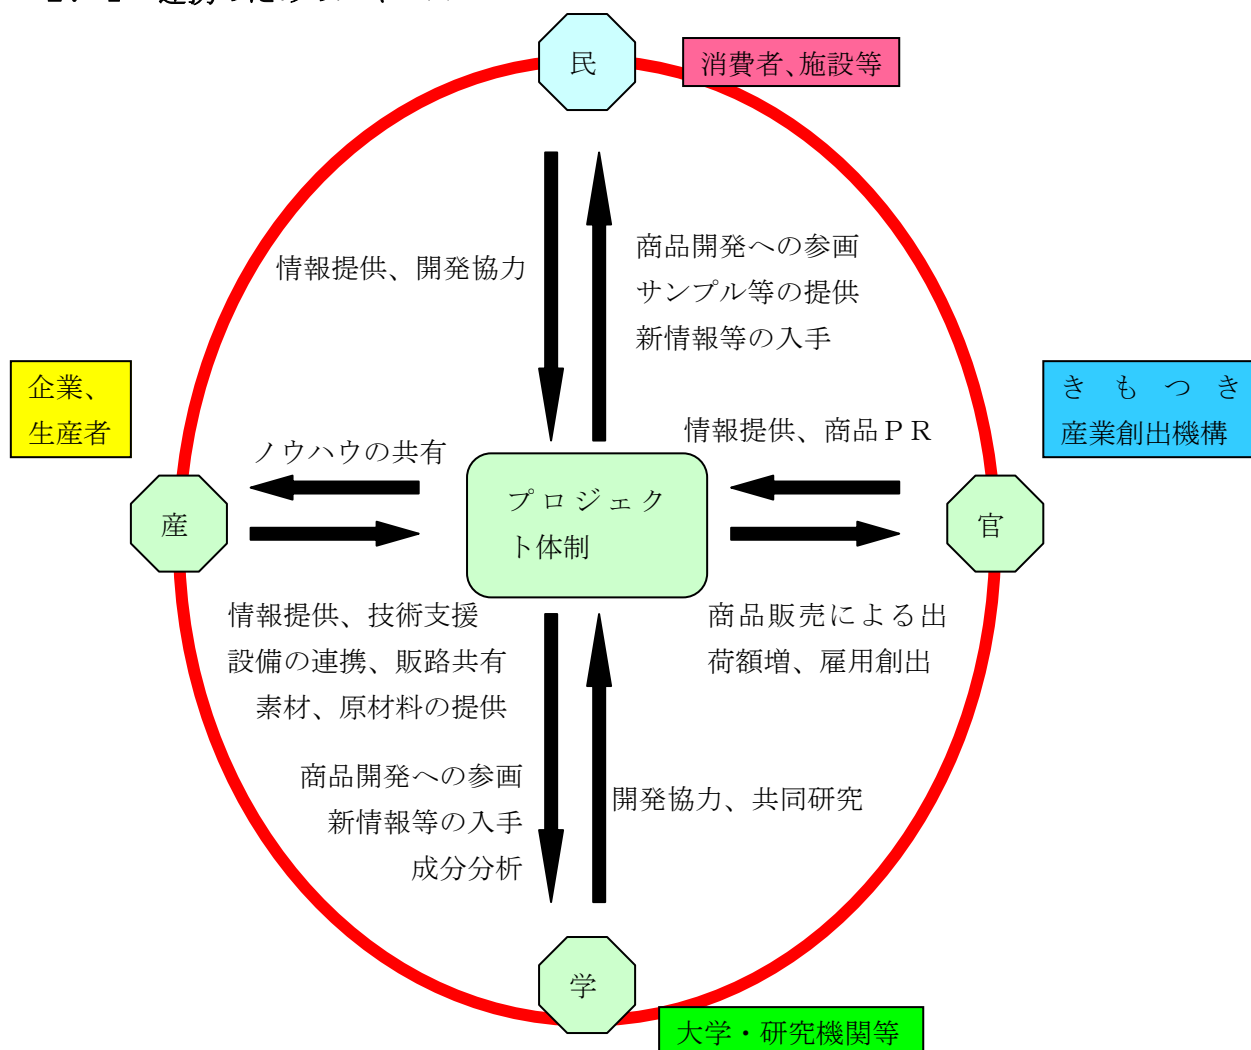 民
消費者、施設等
情報提供、開発協力
商品開発への参画
サンプル等の提供
新情報等の入手
企業、
生産者
きもつき
産業創出機構
ノウハウの共有
情報提供、商品ＰＲ
産
プロジェク
ト体制
官
情報提供、技術支援
設備の連携、販路共有
素材、原材料の提供
商品販売による出
荷額増、雇用創出
商品開発への参画
新情報等の入手
成分分析
開発協力、共同研究
学
大学・研究機関等